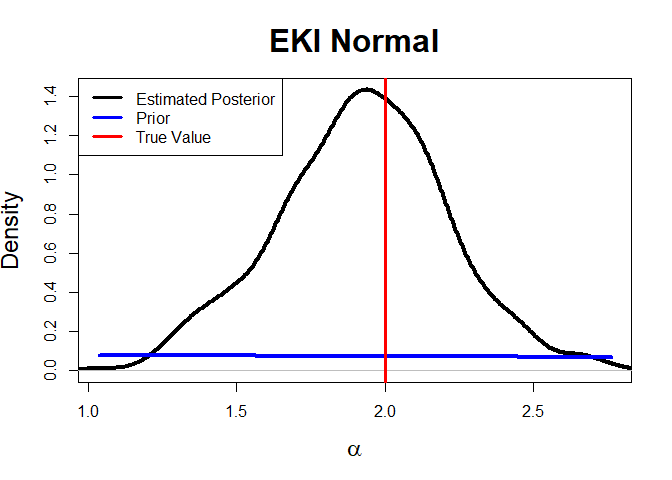 EKI Normal
Estimated Posterior
Prior
True Value
Density
0.0
0.2
0.4
0.6
0.8
1.0
1.2
1.4
1.0
1.5
2.0
2.5
α